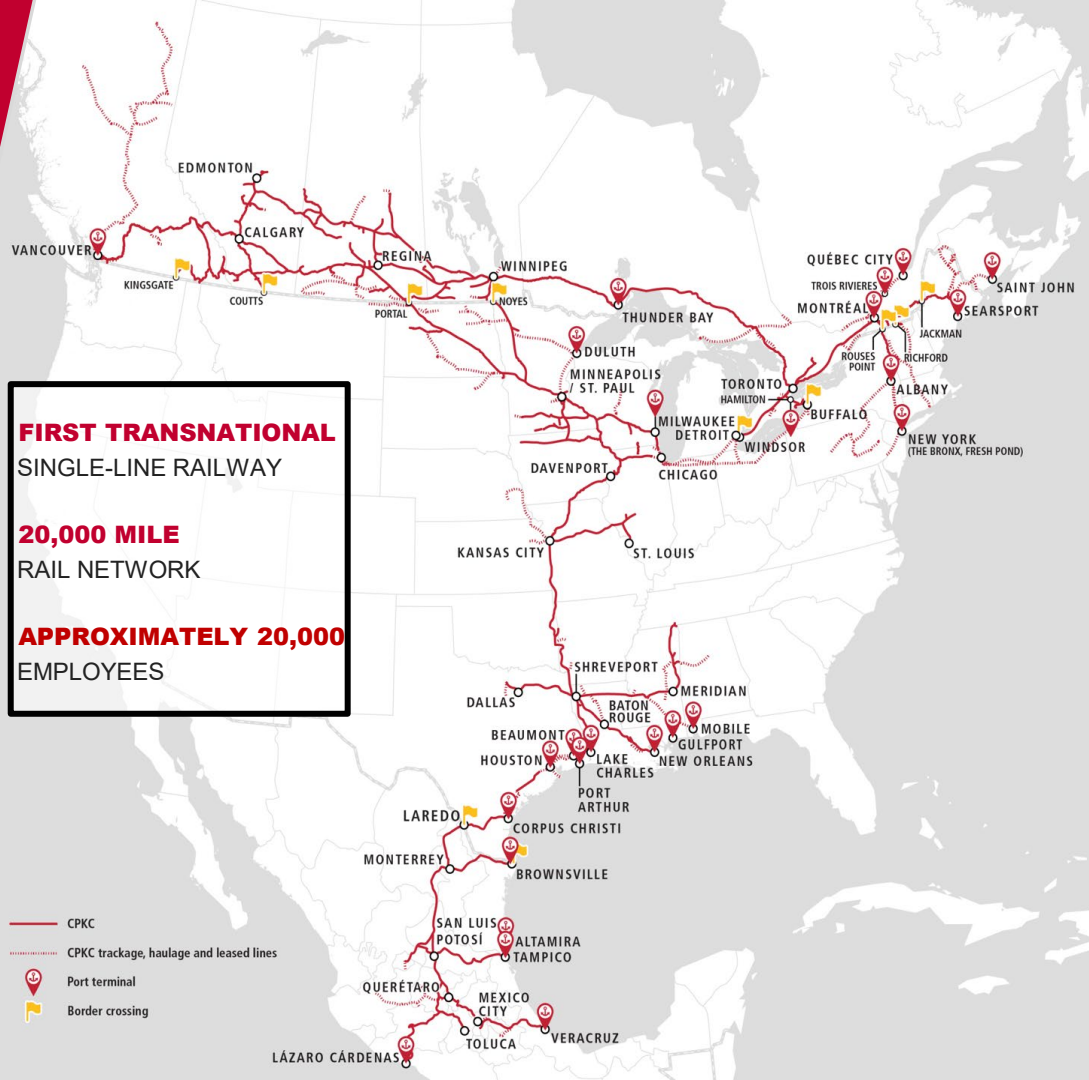 EDMONTON
CALGARY
VANCOUVER
REGINA
WINNIPEG
KINGSGATE
COUTTS
PORTAL
NOYES
THUNDER BAY
DULUTH
MINNEAPOLIS
/ ST. PAUL
QUÉBEC CITY
TROIS RIVIERES
MONTRÉAL
SAINT JOHN
SEARSPORT
JACKMAN
ROUSES
POINT
RICHFORD
ALBANY
TORONTO
HAMILTON
BUFFALO
NEW YORK
(THE BRONX, FRESH POND)
MILWAUKEE
DETROIT
WINDSOR
CHICAGO
DAVENPORT
KANSAS CITY
ST. LOUIS
FIRST TRANSNATIONAL
SINGLE-LINE RAILWAY
20,000 MILE
RAIL NETWORK
APPROXIMATELY 20,000
EMPLOYEES
SHREVEPORT
DALLAS
MERIDIAN
BATON
ROUGE
MOBILE
GULFPORT
NEW ORLEANS
BEAUMONT
HOUSTON
LAKE
CHARLES
PORT
ARTHUR
LAREDO
CORPUS CHRISTI
MONTERREY
BROWNSVILLE
SAN LUIS
POTOSÍ
ALTAMIRA
TAMPICO
QUERÉTARO
MEXICO
CITY
TOLUCA
VERACRUZ
LÁZARO CÁRDENAS
CPKC
CPKC trackage, haulage and leased lines
Port terminal
Border crossing